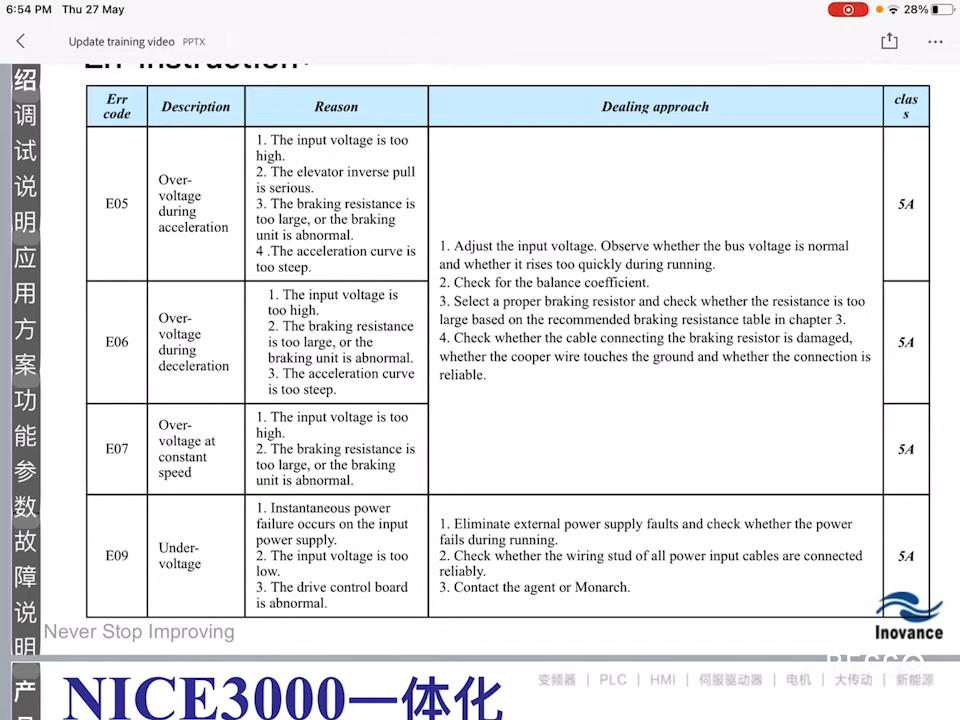 6:54 PM Thu 27 May
28%
Update training video PPTX
Err instruction:
绍
调
试
说
明
应
用
方
案
功
能
参
数
故
障
说
明
Err code Description Reason Dealing approach clas s
E05
Over-
voltage
during
acceleration
1. The input voltage is too
high.
2. The elevator inverse pull
is serious.
3. The braking resistance is
too large, or the braking
unit is abnormal.
4 .The acceleration curve is
too steep.
1. Adjust the input voltage. Observe whether the bus voltage is normal
and whether it rises too quickly during running.
2. Check for the balance coefficient.
3. Select a proper braking resistor and check whether the resistance is too
large based on the recommended braking resistance table in chapter 3.
4. Check whether the cable connecting the braking resistor is damaged,
whether the cooper wire touches the ground and whether the connection is
reliable.
5A
E06
Over-
voltage
during
deceleration
1. The input voltage is
too high.
2. The braking resistance
is too large, or the
braking unit is abnormal.
3. The acceleration curve
is too steep.
5A
E07
Over-
voltage at
constant
speed
1. The input voltage is too
high.
2. The braking resistance is
too large, or the braking
unit is abnormal.
5A
E09
Under-
voltage
1. Instantaneous power
failure occurs on the input
power supply.
2. The input voltage is too
low.
3. The drive control board
is abnormal.
1. Eliminate external power supply faults and check whether the power
fails during running.
2. Check whether the wiring stud of all power input cables are connected
reliably.
3. Contact the agent or Monarch.
5A
Never Stop Improving
Inovance
产
NICE3000一体化
变频器 | PLC | HMI | 伺服驱动器 | 电机 | 大传动 | 新能源